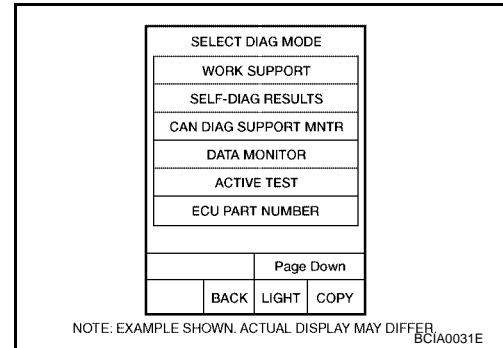 SELECT DIAG MODE
WORK SUPPORT
SELF-DIAG RESULTS
CAN DIAG SUPPORT MNTR
DATA MONITOR
ACTIVE TEST
ECU PART NUMBER
Page Down
BACK LIGHT COPY
NOTE: EXAMPLE SHOWN. ACTUAL DISPLAY MAY DIFFER.
BCIA0031E